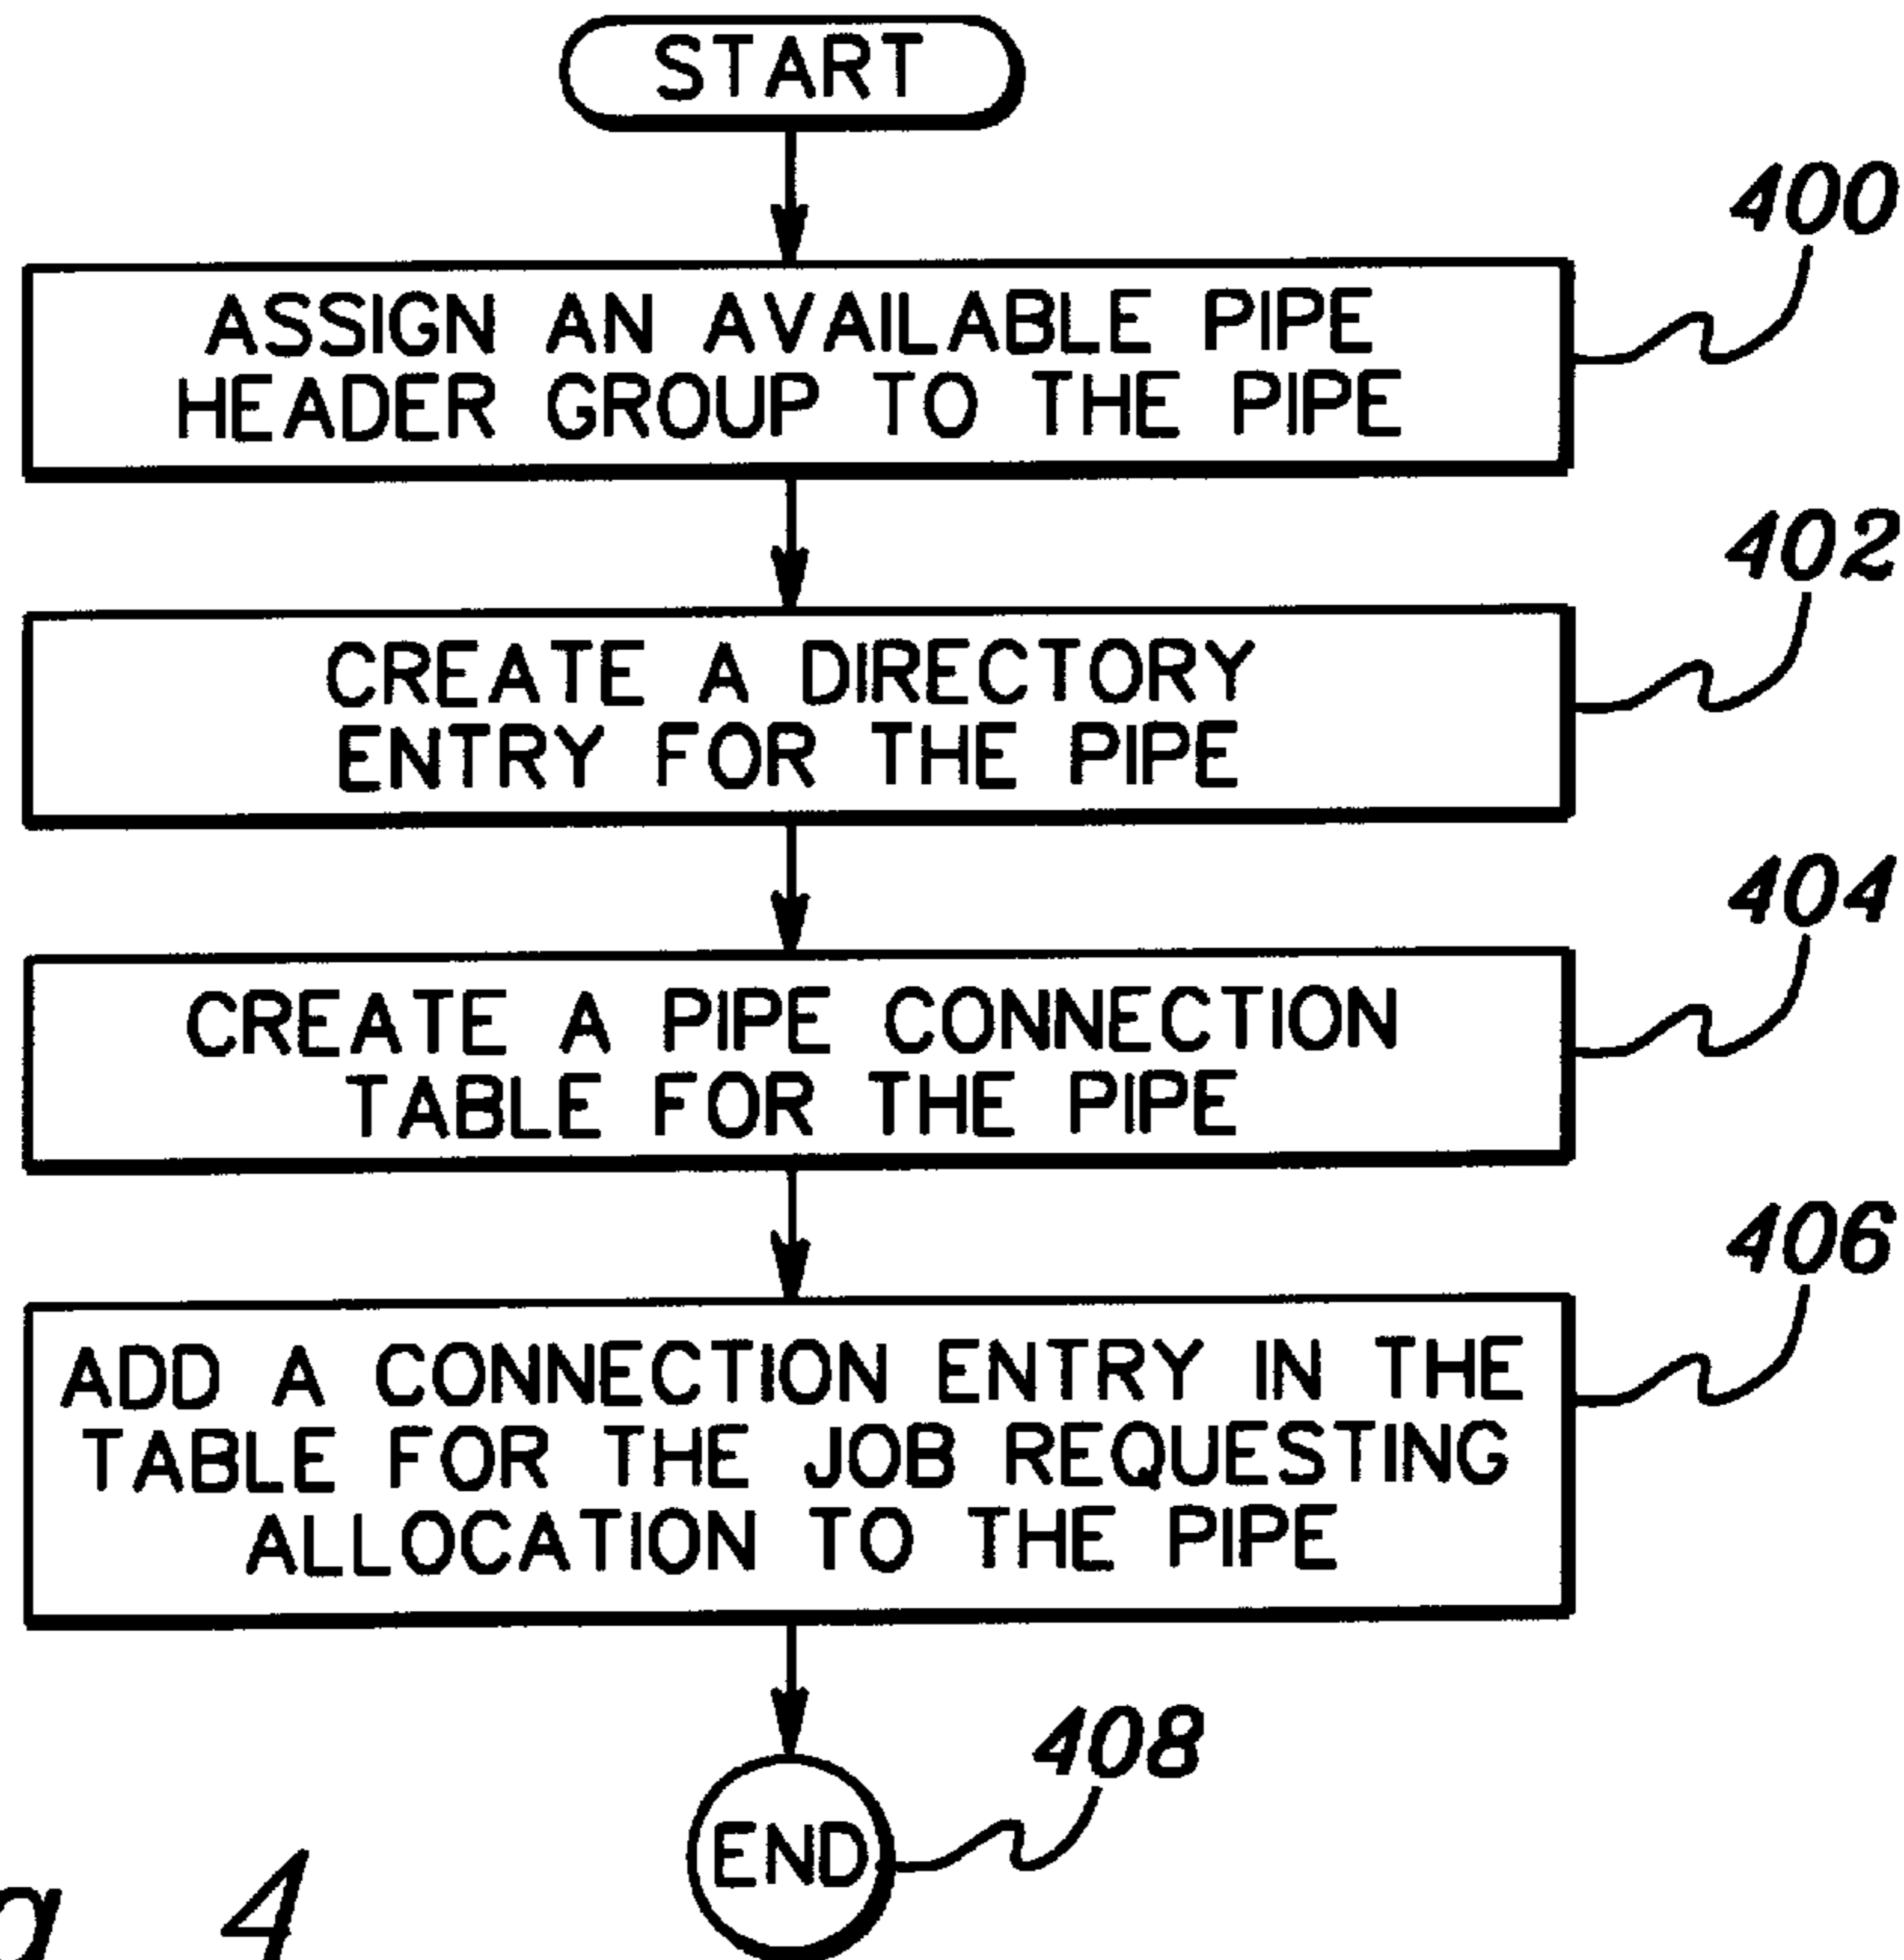 START
400
ASSIGN AN AVAILABLE PIPE
HEADER GROUP TO THE PIPE
402
CREATE A DIRECTORY
ENTRY FOR THE PIPE
404
CREATE A PIPE CONNECTION
TABLE FOR THE PIPE
406
ADD A CONNECTION ENTRY IN THE
TABLE FOR THE JOB REQUESTING
ALLOCATION TO THE PIPE
408
END
4